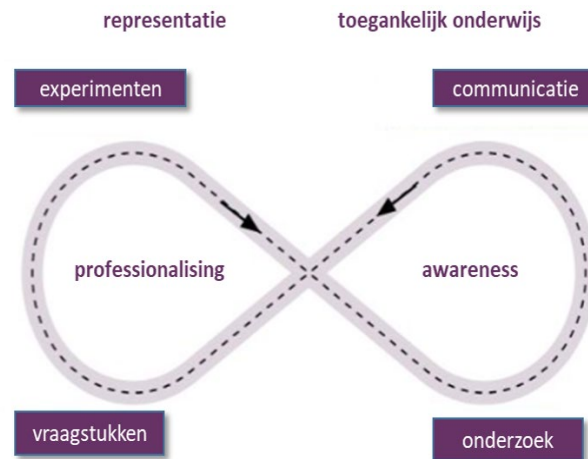 representatie
toegankelijk onderwijs
experimenten
communicatie
professionalising
awareness
vraagstukken
onderzoek